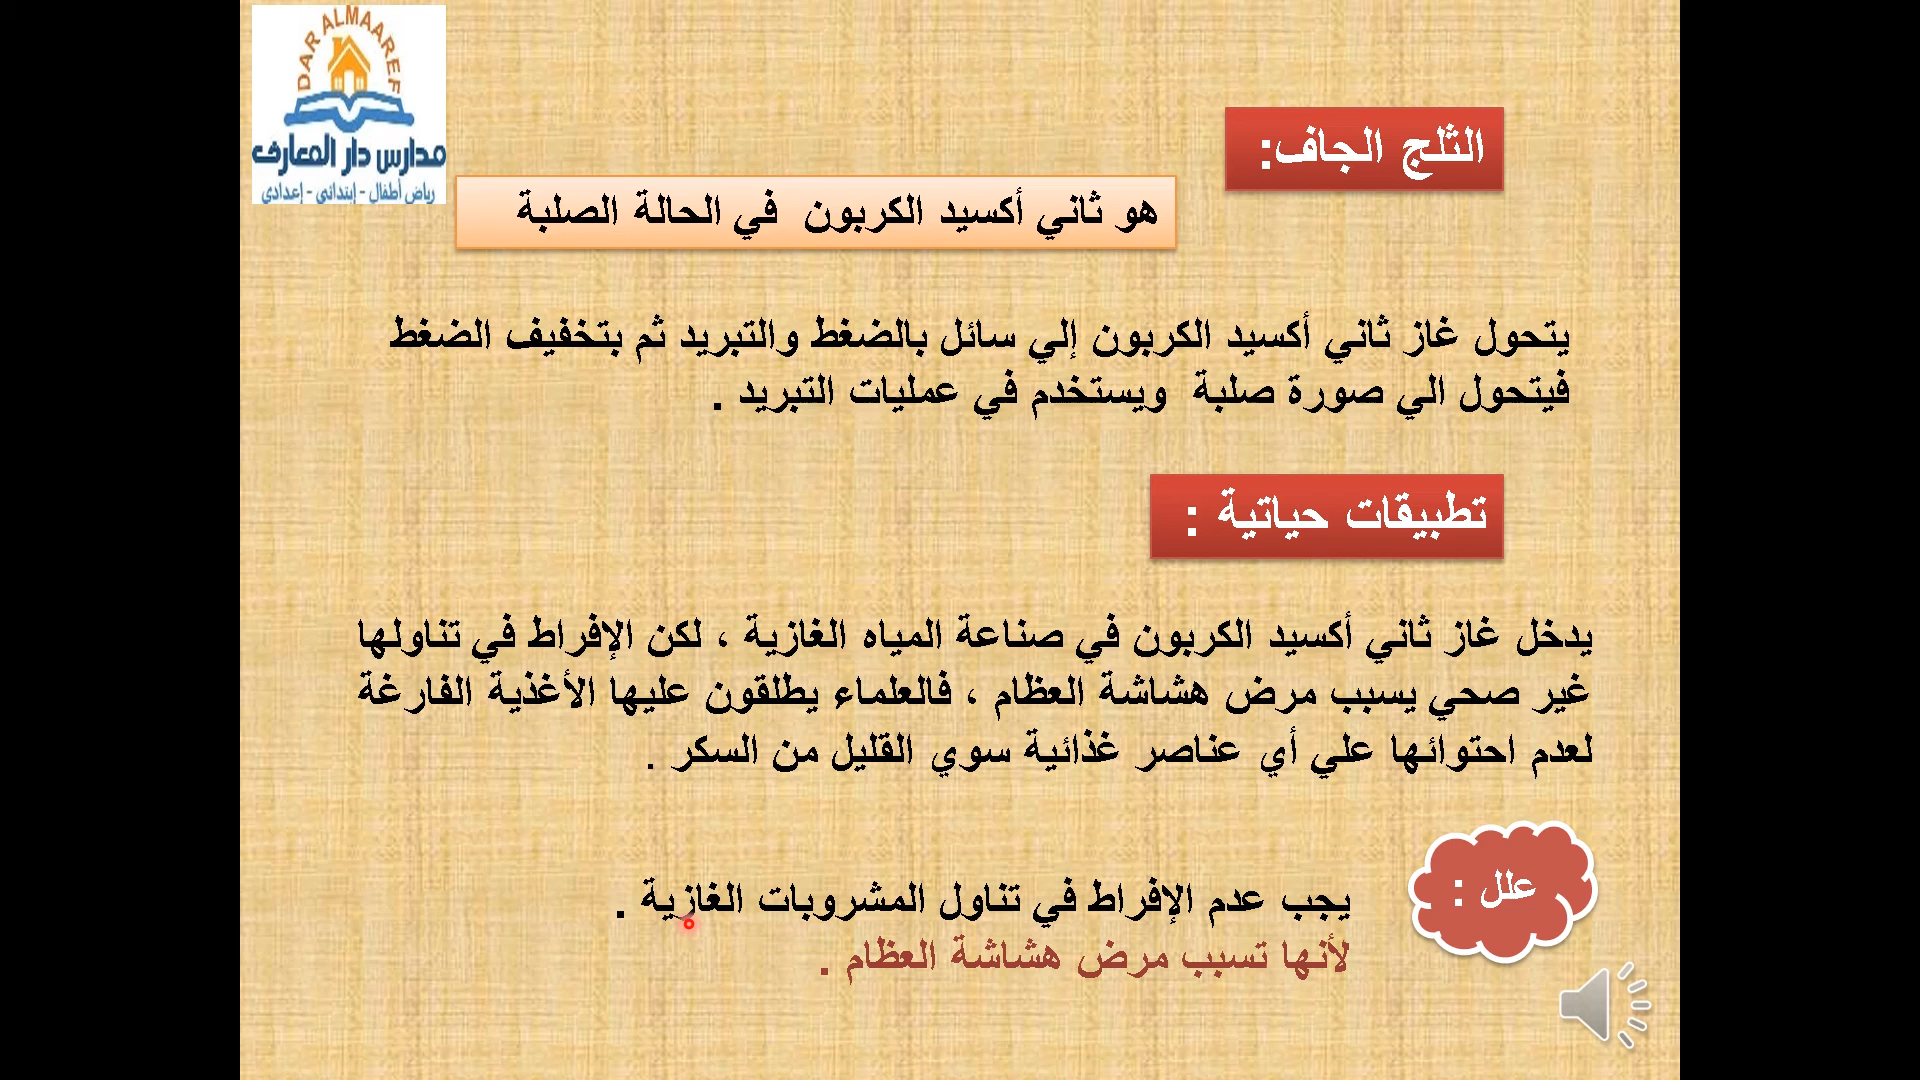 DAR ALMAAREF
مدارس دار المعارف
رياض أطفال - إبتدائى - إعدادى
الثلج الجاف:
هو ثاني أكسيد الكربون في الحالة الصلبة
يتحول غاز ثاني أكسيد الكربون إلي سائل بالضغط والتبريد ثم بتخفيف الضغط
فيتحول الي صورة صلبة ويستخدم في عمليات التبريد .
تطبيقات حياتية :
يدخل غاز ثاني أكسيد الكربون في صناعة المياه الغازية ، لكن الإفراط في تناولها
غير صحي يسبب مرض هشاشة العظام ، فالعلماء يطلقون عليها الأغذية الفارغة
لعدم احتوائها علي أي عناصر غذائية سوي القليل من السكر .
علل :
يجب عدم الإفراط في تناول المشروبات الغازية .
لأنها تسبب مرض هشاشة العظام .